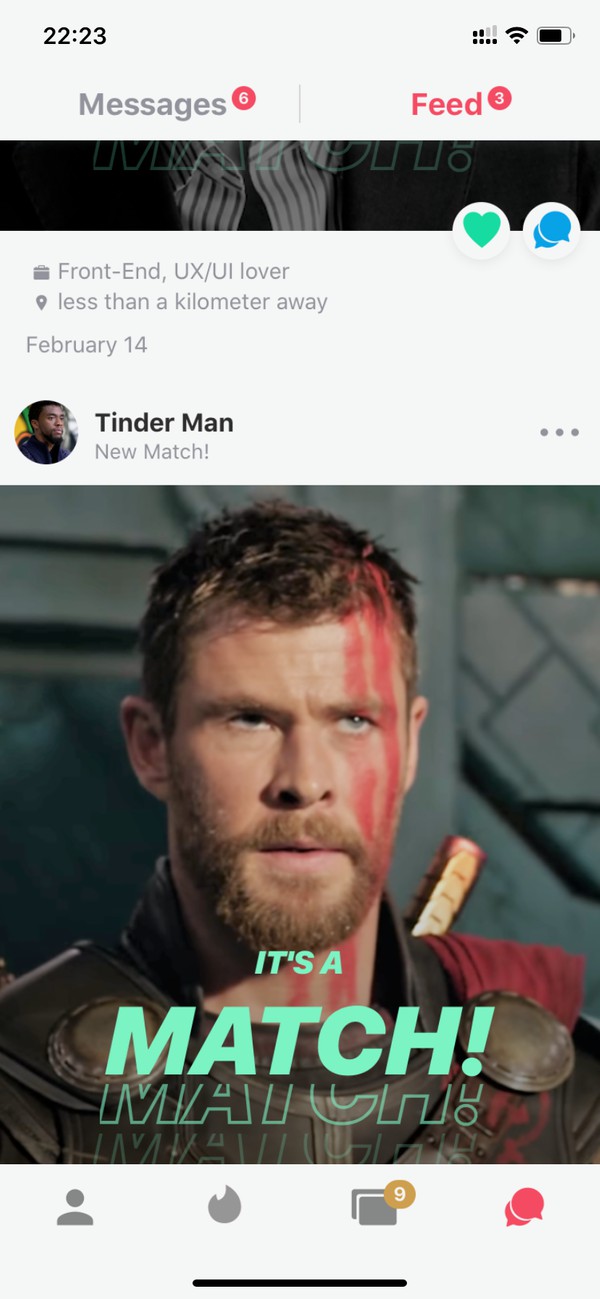 22:23
Messages 6
Feed 3
MATCH!
Front-End, UX/UI lover
less than a kilometer away
February 14
Tinder Man
New Match!
IT'S A
MATCH!
MATCH!
MATCH!
9